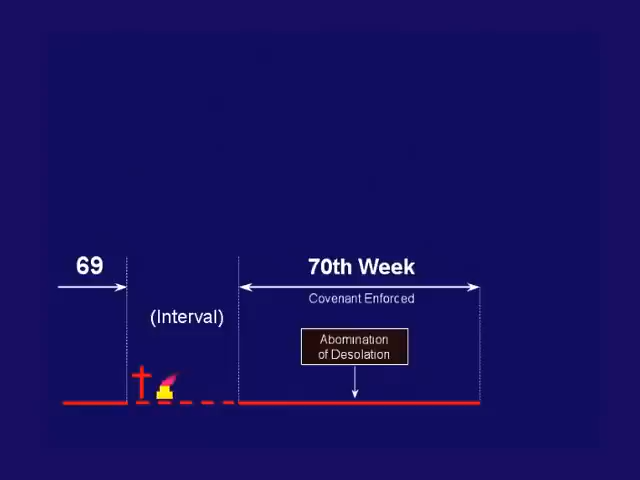 69
70th Week
Covenant Enforced
(Interval)
Abomination
of Desolation